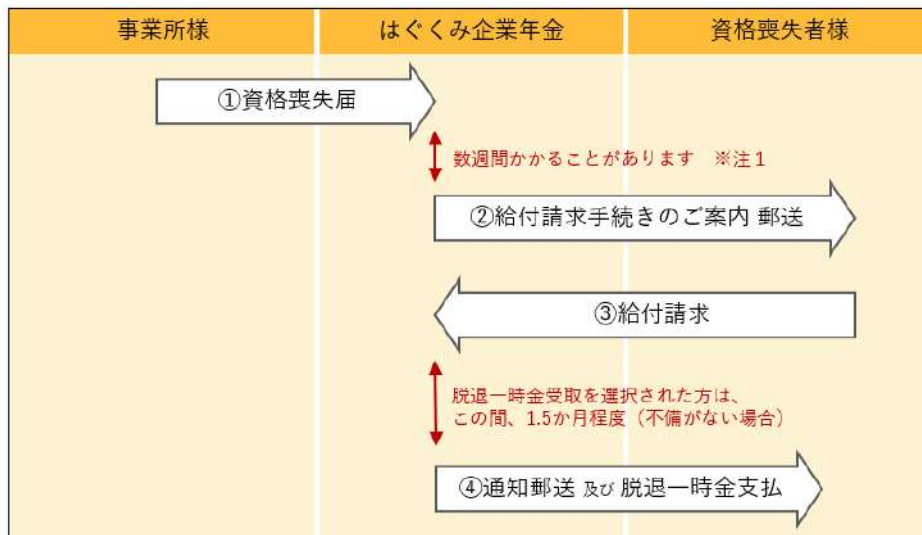 事業所様
はぐくみ企業年金
資格喪失者様
①資格喪失届
数週間かかることがあります ※注1
②給付請求手続きのご案内 郵送
③給付請求
脱退一時金受取を選択された方は、
この間、1.5か月程度（不備がない場合）
④通知郵送 及び 脱退一時金支払